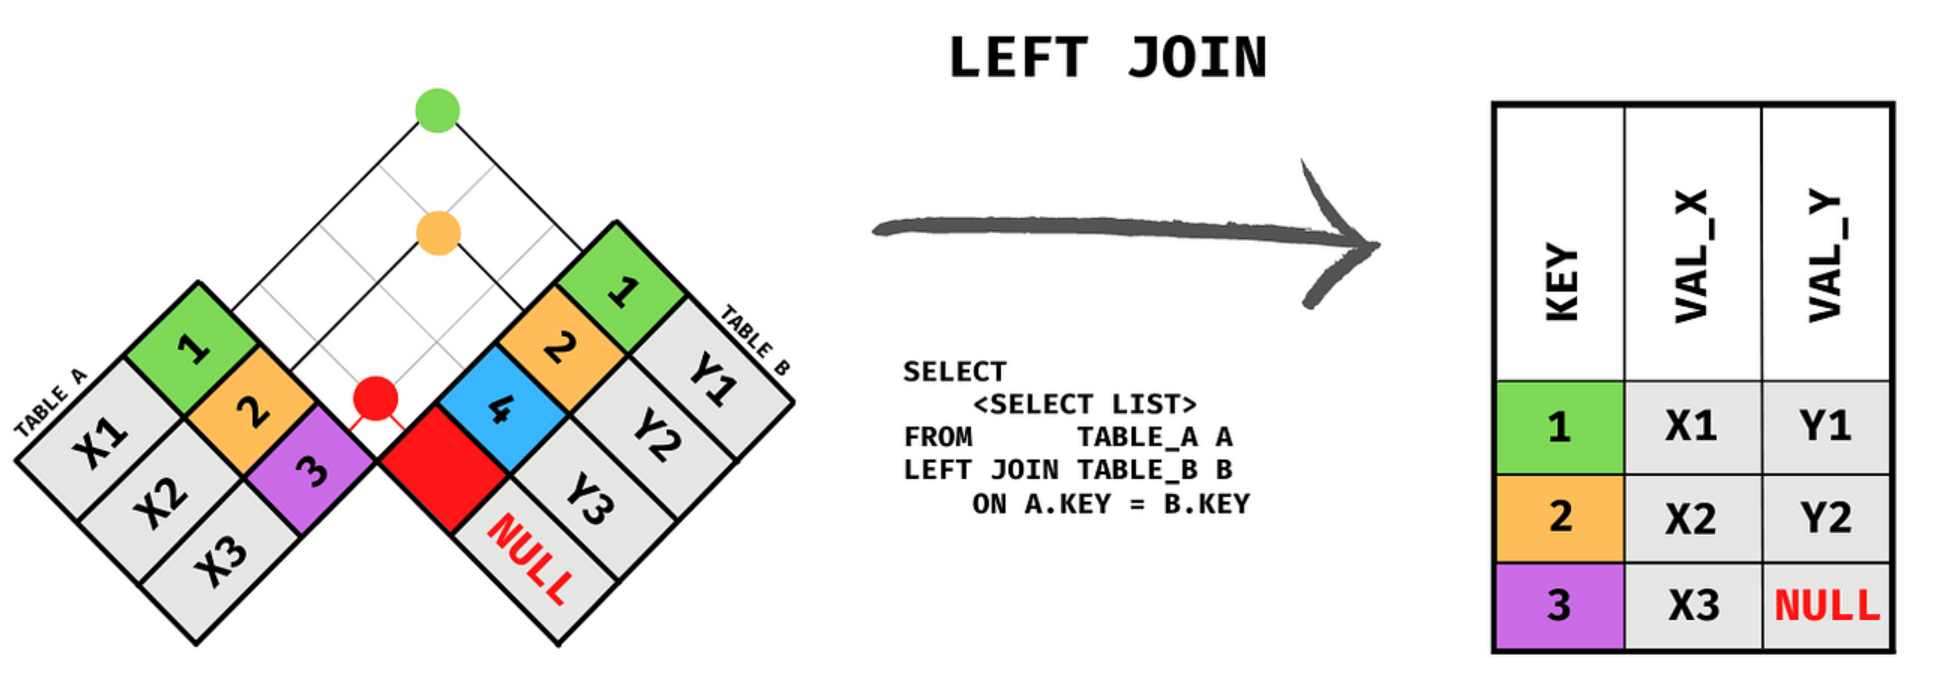 LEFT JOIN
TABLE A
1
2
3
X1
X2
X3
TABLE B
1
2
4
Y1
Y2
Y3
NULL
SELECT
<SELECT LIST>
FROM TABLE_A A
LEFT JOIN TABLE_B B
ON A.KEY = B.KEY
KEY VAL_X VAL_Y
1 X1 Y1
2 X2 Y2
3 X3 NULL